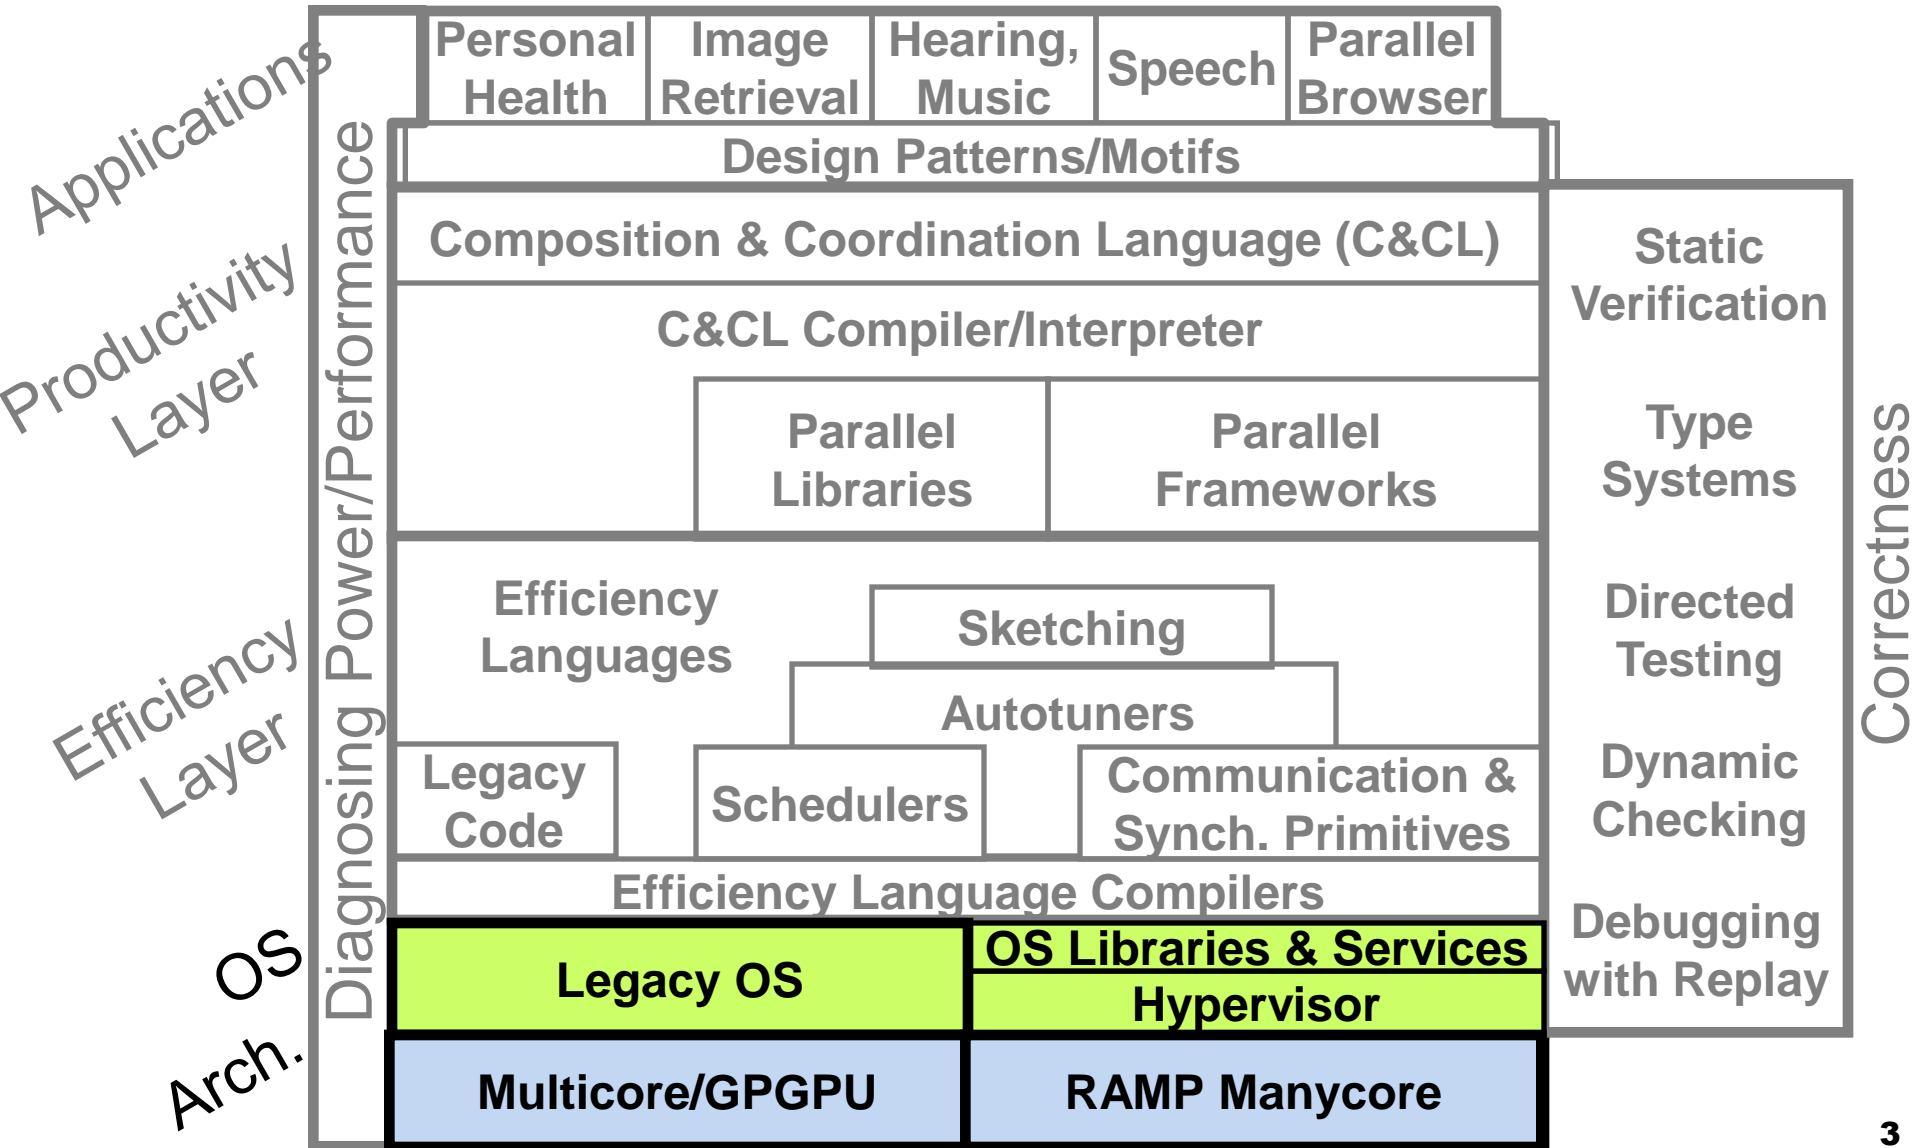 Applications
Productivity
Layer
Efficiency
Layer
OS
Arch.
Diagnosing Power/Performance
Personal
Health
Image
Retrieval
Hearing,
Music
Speech
Parallel
Browser
Design Patterns/Motifs
Composition & Coordination Language (C&CL)
C&CL Compiler/Interpreter
Parallel
Libraries
Parallel
Frameworks
Efficiency
Languages
Sketching
Autotuners
Legacy
Code
Schedulers
Communication &
Synch. Primitives
Efficiency Language Compilers
Legacy OS
OS Libraries & Services
Hypervisor
Multicore/GPGPU
RAMP Manycore
Static
Verification
Type
Systems
Directed
Testing
Dynamic
Checking
Debugging
with Replay
Correctness
3